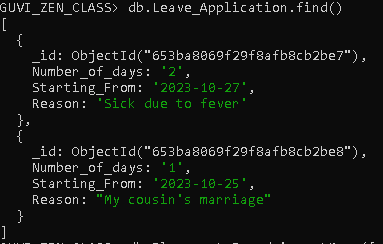 GUVI_ZEN_CLASS> db.Leave_Application.find()
[
  {
    _id: ObjectId("653ba8069f29f8afb8cb2be7"),
    Number_of_days: '2',
    Starting_From: '2023-10-27',
    Reason: 'Sick due to fever'
  },
  {
    _id: ObjectId("653ba8069f29f8afb8cb2be8"),
    Number_of_days: '1',
    Starting_From: '2023-10-25',
    Reason: "My cousin's marriage"
  }
]